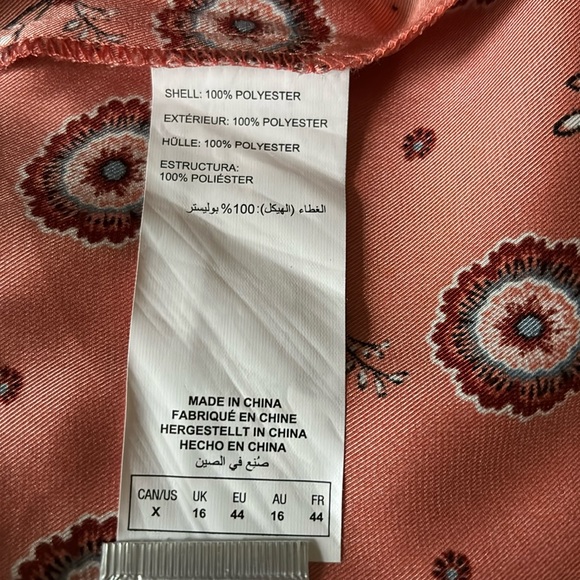 SHELL: 100% POLYESTER
EXTÉRIEUR: 100% POLYESTER
HÜLLE: 100% POLYESTER
ESTRUCTURA:
100% POLIÉSTER
الغطاء (الهيكل): 100% بوليستر
MADE IN CHINA
FABRIQUÉ EN CHINE
HERGESTELLT IN CHINA
HECHO EN CHINA
صُنِع في الصين
CAN/US UK EU AU FR
X 16 44 16 44